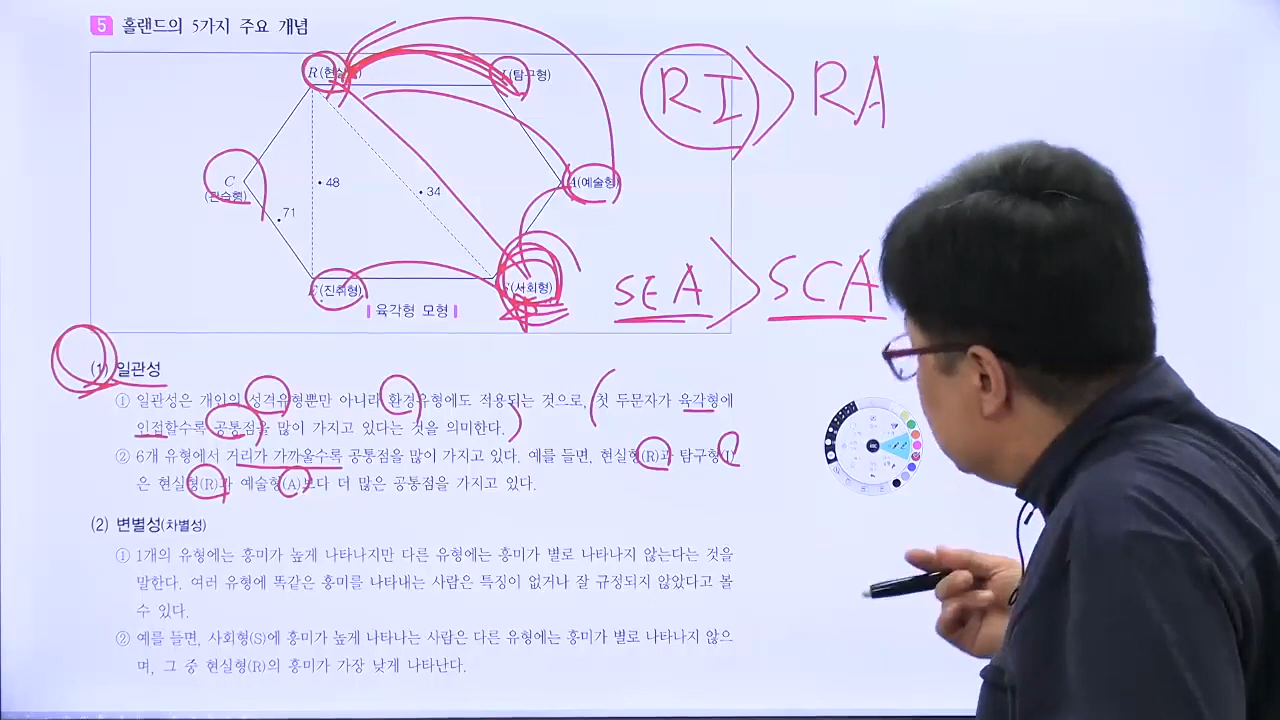 5 홀랜드의 5가지 주요 개념
R(현실형)
(탐구형)
RI > RA
C
(관습형)
A(예술형)
• 48
• 34
• 71
E(진취형)
(사회형)
SEA > SCA
육각형 모형
(1) 일관성
① 일관성은 개인의 성격유형뿐만 아니라 환경유형에도 적용되는 것으로, 첫 두문자가 육각형에
인접할수록 공통점을 많이 가지고 있다는 것을 의미한다.
② 6개 유형에서 거리가 가까울수록 공통점을 많이 가지고 있다. 예를 들면, 현실형(R)과 탐구형(I)
은 현실형(R)과 예술형(A)보다 더 많은 공통점을 가지고 있다.
(2) 변별성(차별성)
① 1개의 유형에는 흥미가 높게 나타나지만 다른 유형에는 흥미가 별로 나타나지 않는다는 것을
말한다. 여러 유형에 똑같은 흥미를 나타내는 사람은 특징이 없거나 잘 규정되지 않았다고 볼
수 있다.
② 예를 들면, 사회형(S)에 흥미가 높게 나타나는 사람은 다른 유형에는 흥미가 별로 나타나지 않으
며, 그 중 현실형(R)의 흥미가 가장 낮게 나타난다.